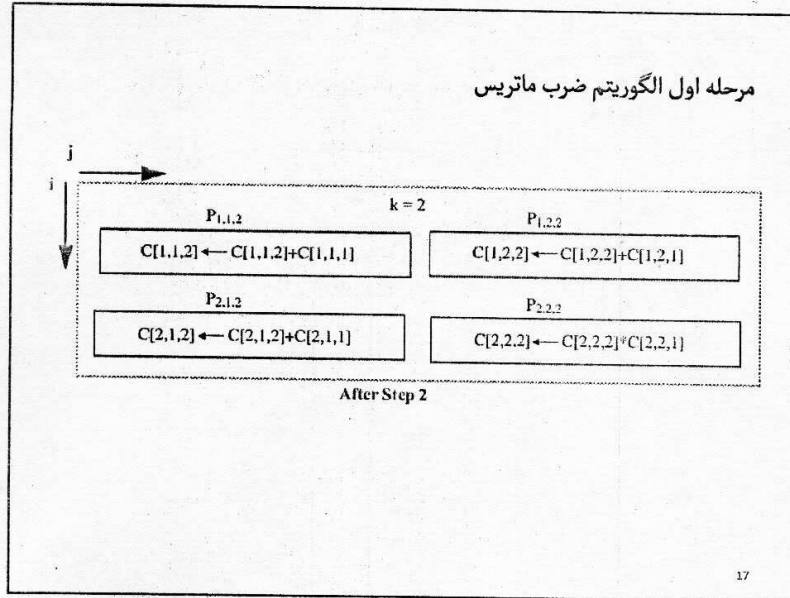 مرحله اول الگوریتم ضرب ماتریس
j
i
k = 2
P1,1,2 P1,2,2
C[1,1,2] ← C[1,1,2]+C[1,1,1] C[1,2,2] ← C[1,2,2]+C[1,2,1]
P2,1,2 P2,2,2
C[2,1,2] ← C[2,1,2]+C[2,1,1] C[2,2,2] ← C[2,2,2]*C[2,2,1]
After Step 2
17